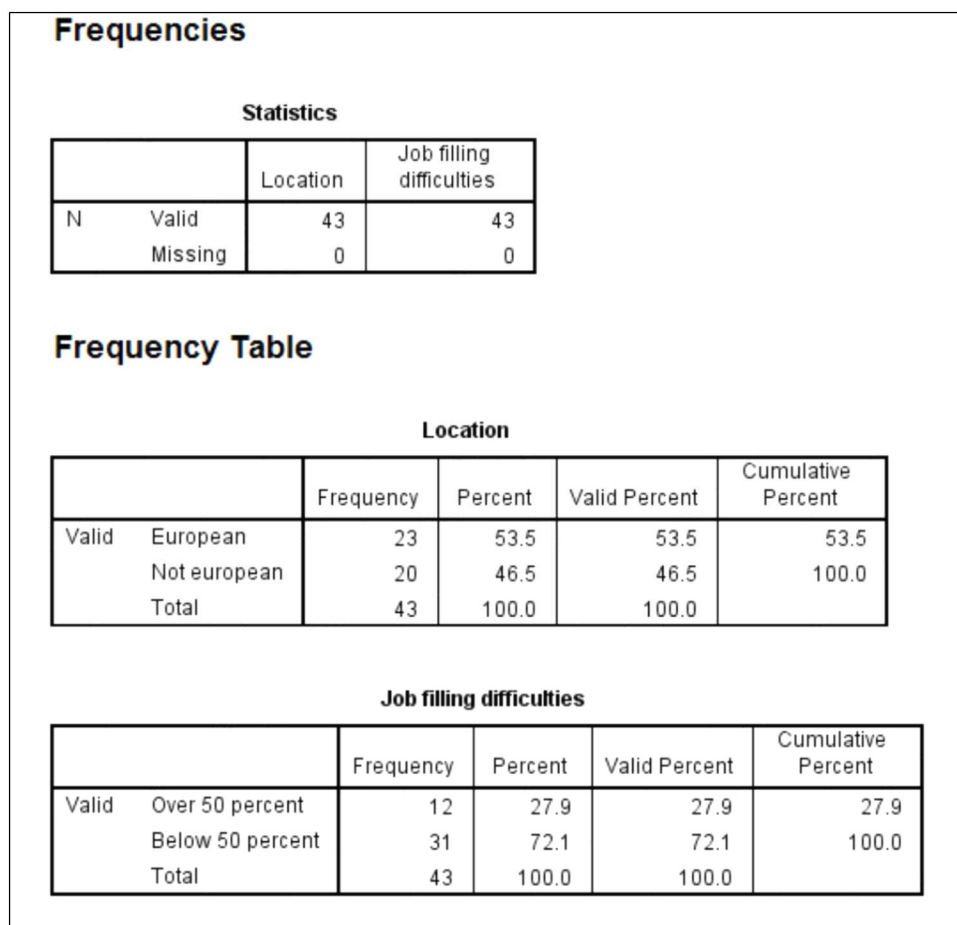 Frequencies
Statistics
Location Job filling difficulties
N Valid 43 43
Missing 0 0
Frequency Table
Location
Frequency Percent Valid Percent Cumulative Percent
Valid European 23 53.5 53.5 53.5
Not european 20 46.5 46.5 100.0
Total 43 100.0 100.0
Job filling difficulties
Frequency Percent Valid Percent Cumulative Percent
Valid Over 50 percent 12 27.9 27.9 27.9
Below 50 percent 31 72.1 72.1 100.0
Total 43 100.0 100.0